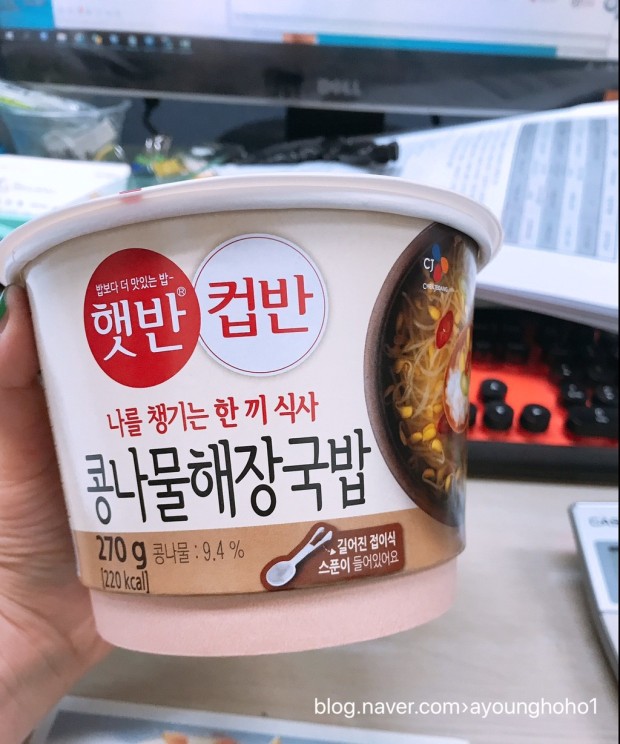 DELL
CJ
밥보다 더 맛있는 밥~
햇반®
컵반
나를 챙기는 한 끼 식사
콩나물해장국밥
270 g
콩나물 : 9.4 %
[220 kcal]
길어진 접이식
스푼이 들어있어요
blog.naver.com›ayounghoho1